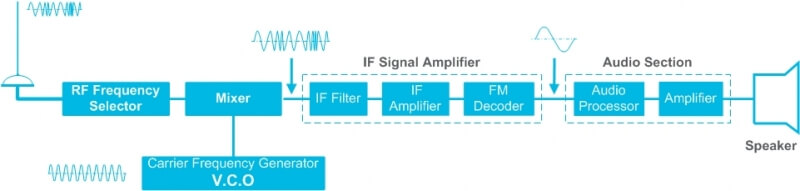 IF Signal Amplifier
Audio Section
RF Frequency
Selector
Mixer
IF Filter
IF
Amplifier
FM
Decoder
Audio
Processor
Amplifier
Speaker
Carrier Frequency Generator
V.C.O